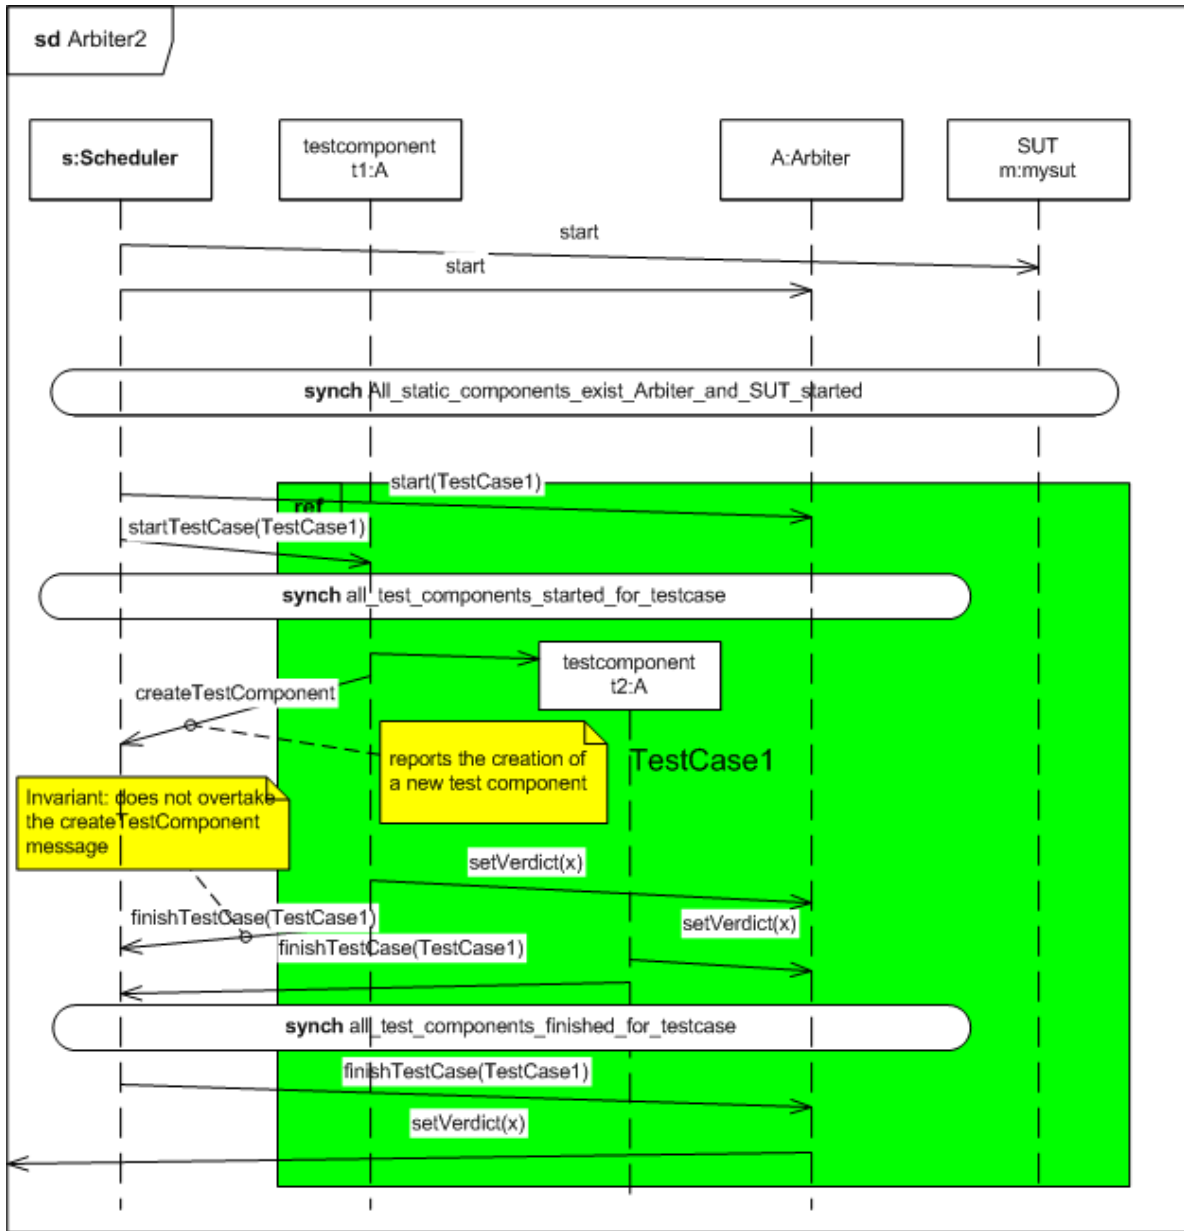 sd Arbiter2
s:Scheduler
testcomponent
t1:A
A:Arbiter
SUT
m:mysut
start
start
synch All_static_components_exist_Arbiter_and_SUT_started
start(TestCase1)
ref
startTestCase(TestCase1)
synch all_test_components_started_for_testcase
testcomponent
t2:A
createTestComponent
reports the creation of
a new test component
TestCase1
Invariant: does not overtake
the createTestComponent
message
setVerdict(x)
finishTestCase(TestCase1)
setVerdict(x)
finishTestCase(TestCase1)
synch all_test_components_finished_for_testcase
finishTestCase(TestCase1)
setVerdict(x)